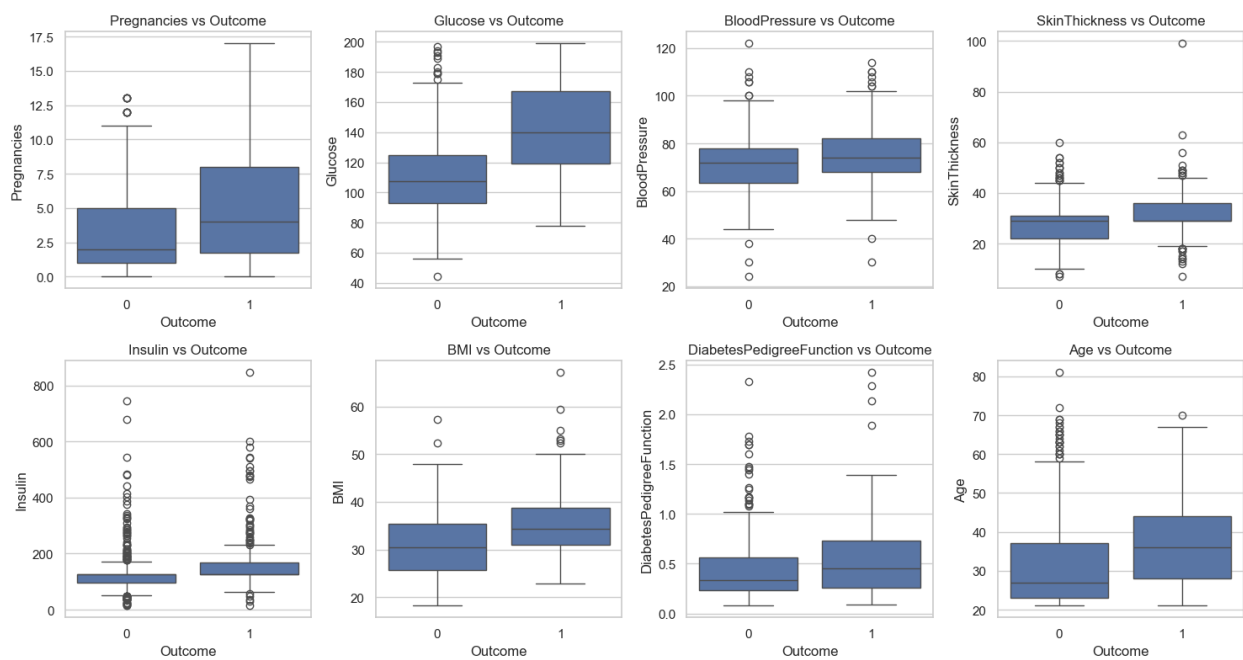 Pregnancies vs Outcome
17.5
15.0
12.5
10.0
7.5
5.0
2.5
0.0
Pregnancies
0 1
Outcome
Glucose vs Outcome
200
180
160
140
120
100
80
60
40
Glucose
0 1
Outcome
BloodPressure vs Outcome
120
100
80
60
40
20
BloodPressure
0 1
Outcome
SkinThickness vs Outcome
100
80
60
40
20
SkinThickness
0 1
Outcome
Insulin vs Outcome
800
600
400
200
0
Insulin
0 1
Outcome
BMI vs Outcome
60
50
40
30
20
BMI
0 1
Outcome
DiabetesPedigreeFunction vs Outcome
2.5
2.0
1.5
1.0
0.5
0.0
DiabetesPedigreeFunction
0 1
Outcome
Age vs Outcome
80
70
60
50
40
30
20
Age
0 1
Outcome